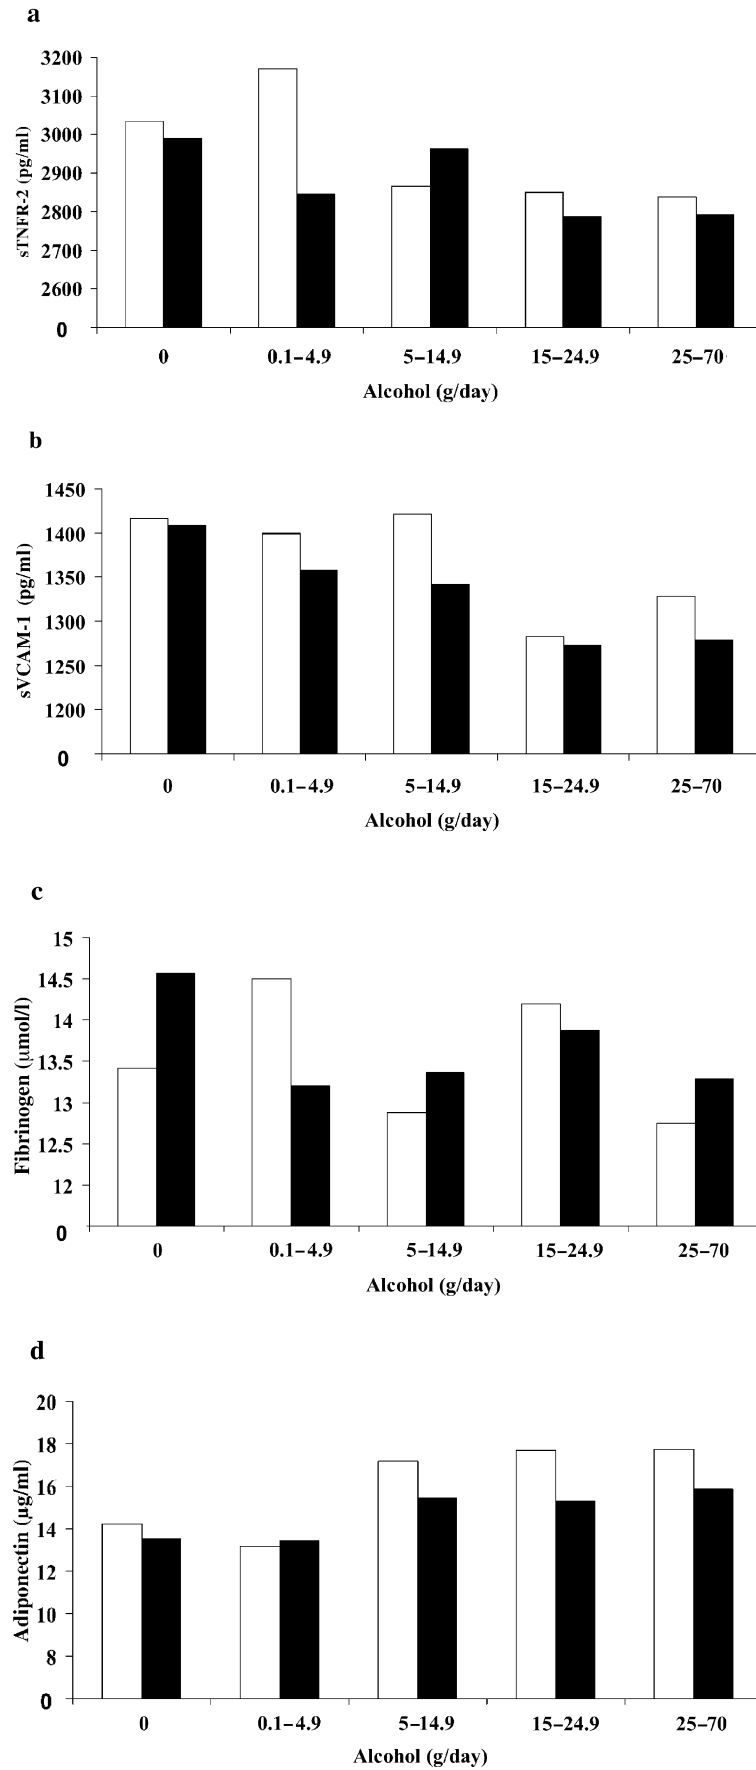 a
sTNFR-2 (pg/ml)
3200
3100
3000
2900
2800
2700
2600
0
0 0.1–4.9 5–14.9 15–24.9 25–70
Alcohol (g/day)
b
sVCAM-1 (pg/ml)
1450
1400
1350
1300
1250
1200
0
0 0.1–4.9 5–14.9 15–24.9 25–70
Alcohol (g/day)
c
Fibrinogen (μmol/l)
15
14.5
14
13.5
13
12.5
12
0
0 0.1–4.9 5–14.9 15–24.9 25–70
Alcohol (g/day)
d
Adiponectin (μg/ml)
20
18
16
14
12
10
8
0
0 0.1–4.9 5–14.9 15–24.9 25–70
Alcohol (g/day)